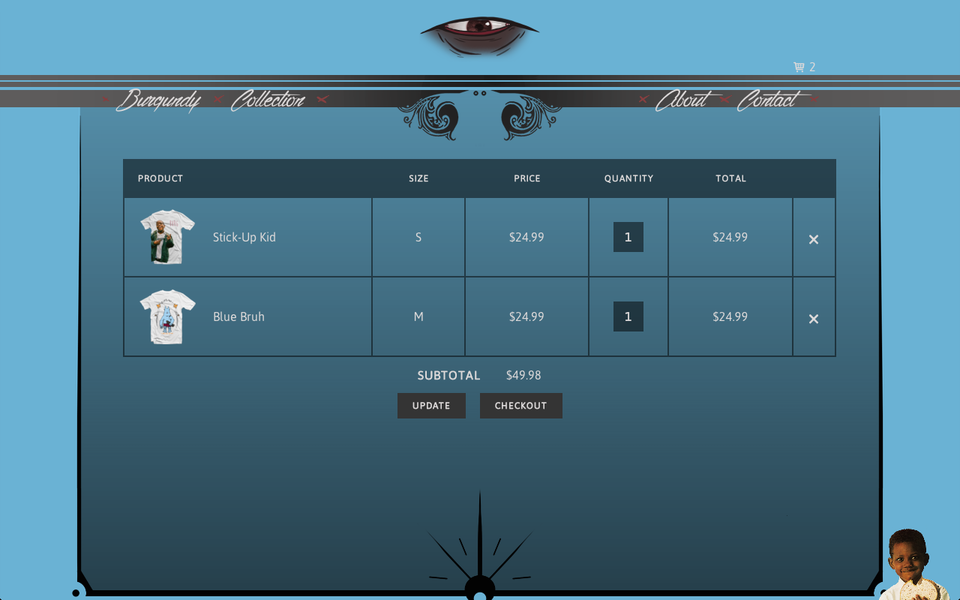 2
Burgundy Collection About Contact
PRODUCT SIZE PRICE QUANTITY TOTAL
Stick-Up Kid S $24.99 1 $24.99 ×
Blue Bruh M $24.99 1 $24.99 ×
SUBTOTAL $49.98
UPDATE CHECKOUT